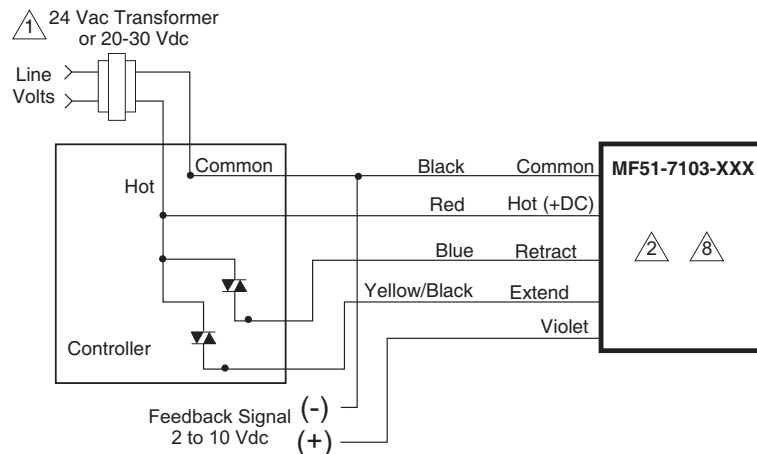 1
24 Vac Transformer
or 20-30 Vdc
Line
Volts
Common
Hot
Black
Common
MF51-7103-XXX
Red
Hot (+DC)
2
8
Blue
Retract
Yellow/Black
Extend
Violet
Controller
Feedback Signal
2 to 10 Vdc
(-)
(+)